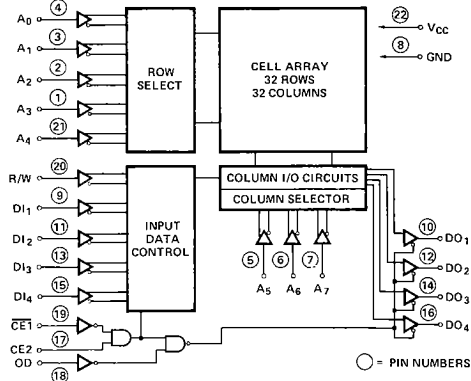 ④
A0
③
A1
②
A2
①
A3
㉑
A4
ROW
SELECT
CELL ARRAY
32 ROWS
32 COLUMNS
㉒
VCC
⑧
GND
⑳
R/W
⑨
DI1
⑪
DI2
⑬
DI3
⑮
DI4
INPUT
DATA
CONTROL
COLUMN I/O CIRCUITS
COLUMN SELECTOR
⑤ ⑥ ⑦
A5 A6 A7
⑩
DO1
⑫
DO2
⑭
DO3
⑯
DO4
⑲
C̅E̅1̅
⑰
CE2
OD
⑱
◯ = PIN NUMBERS